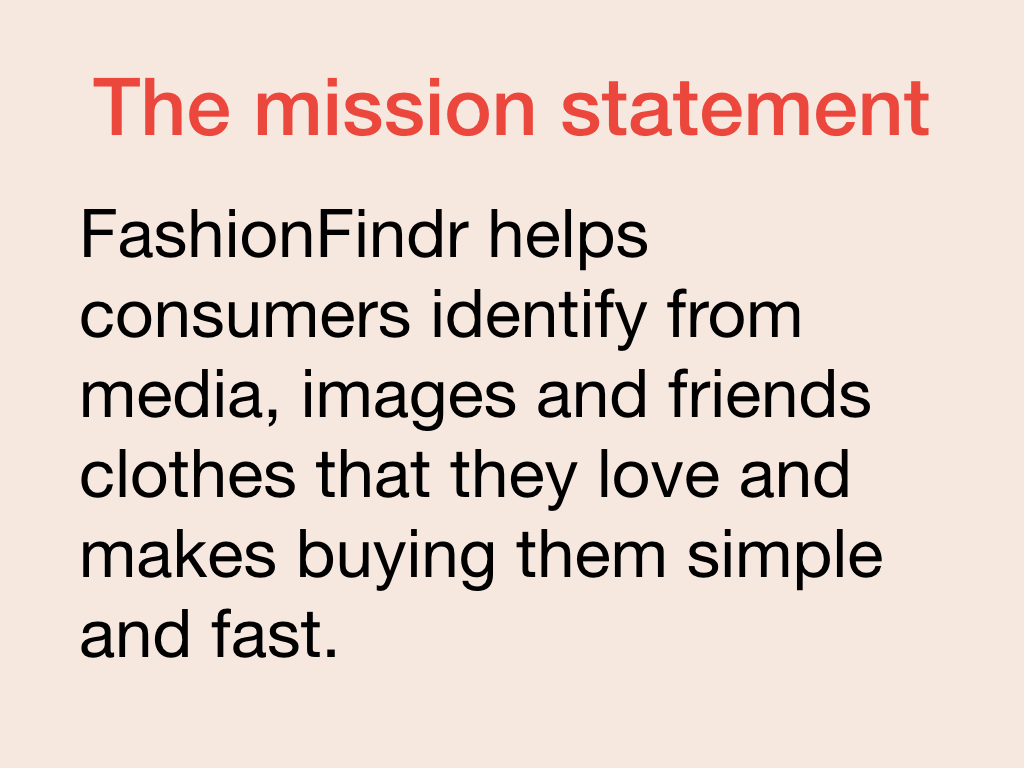 The mission statement
FashionFindr helps
consumers identify from
media, images and friends
clothes that they love and
makes buying them simple
and fast.